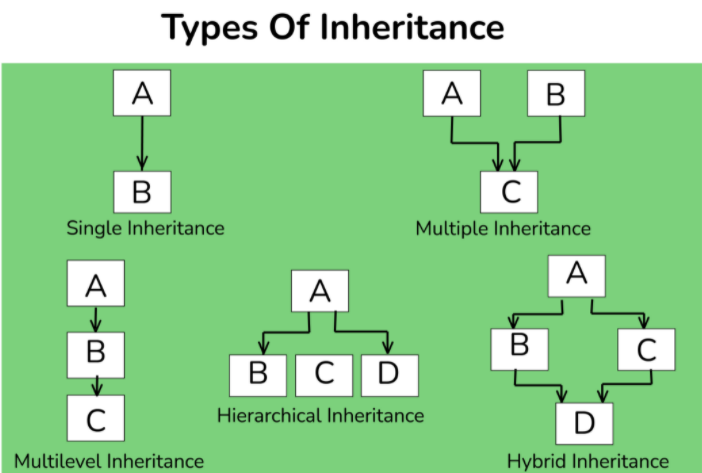 Types Of Inheritance
A
B
Single Inheritance
A B
C
Multiple Inheritance
A
B
C
Multilevel Inheritance
A
B C D
Hierarchical Inheritance
A
B C
D
Hybrid Inheritance